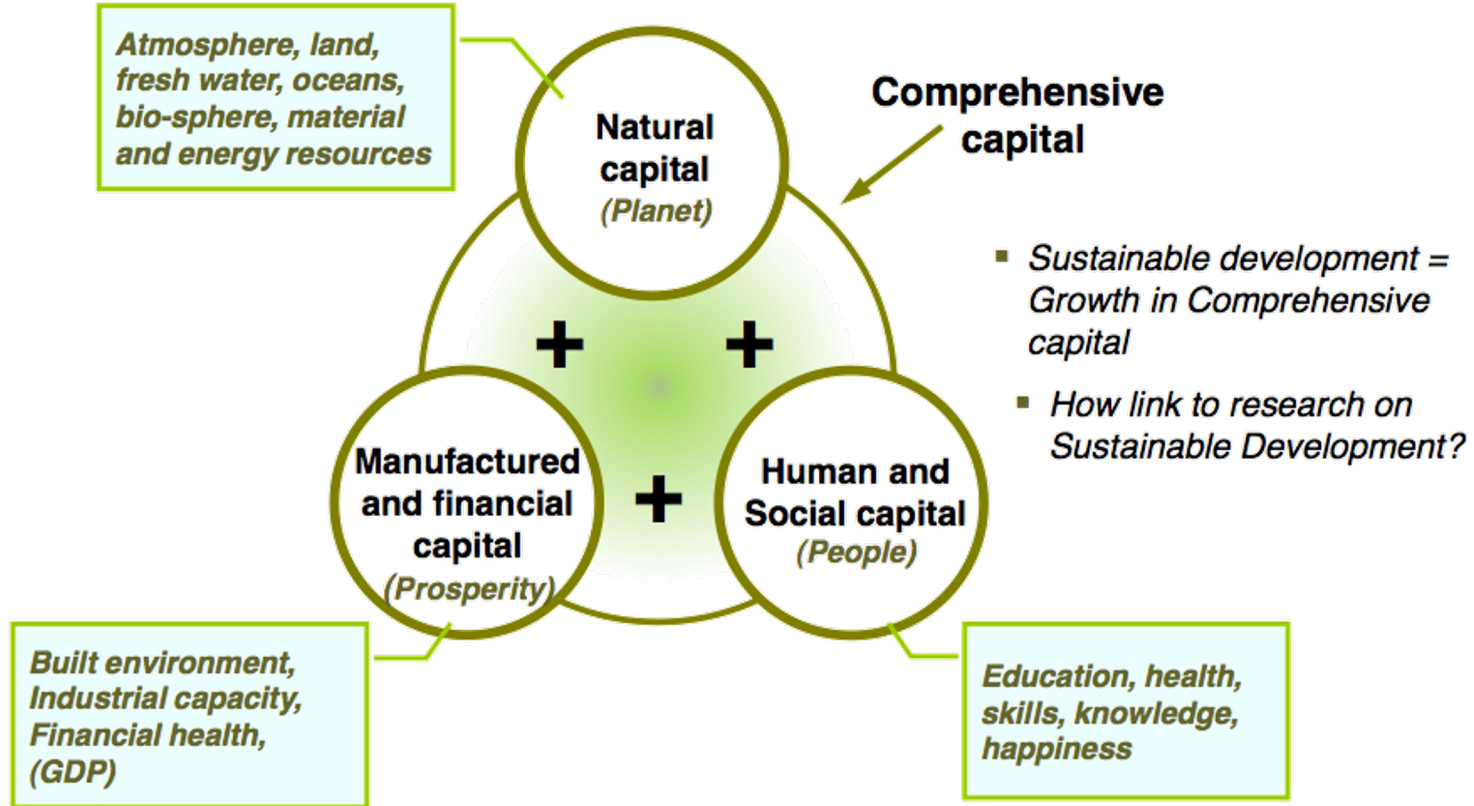 Atmosphere, land,
fresh water, oceans,
bio-sphere, material
and energy resources
Natural
capital
(Planet)
Comprehensive
capital
▪ Sustainable development =
Growth in Comprehensive
capital
▪ How link to research on
Sustainable Development?
+
+
Manufactured
and financial
capital
(Prosperity)
+
Human and
Social capital
(People)
Built environment,
Industrial capacity,
Financial health,
(GDP)
Education, health,
skills, knowledge,
happiness